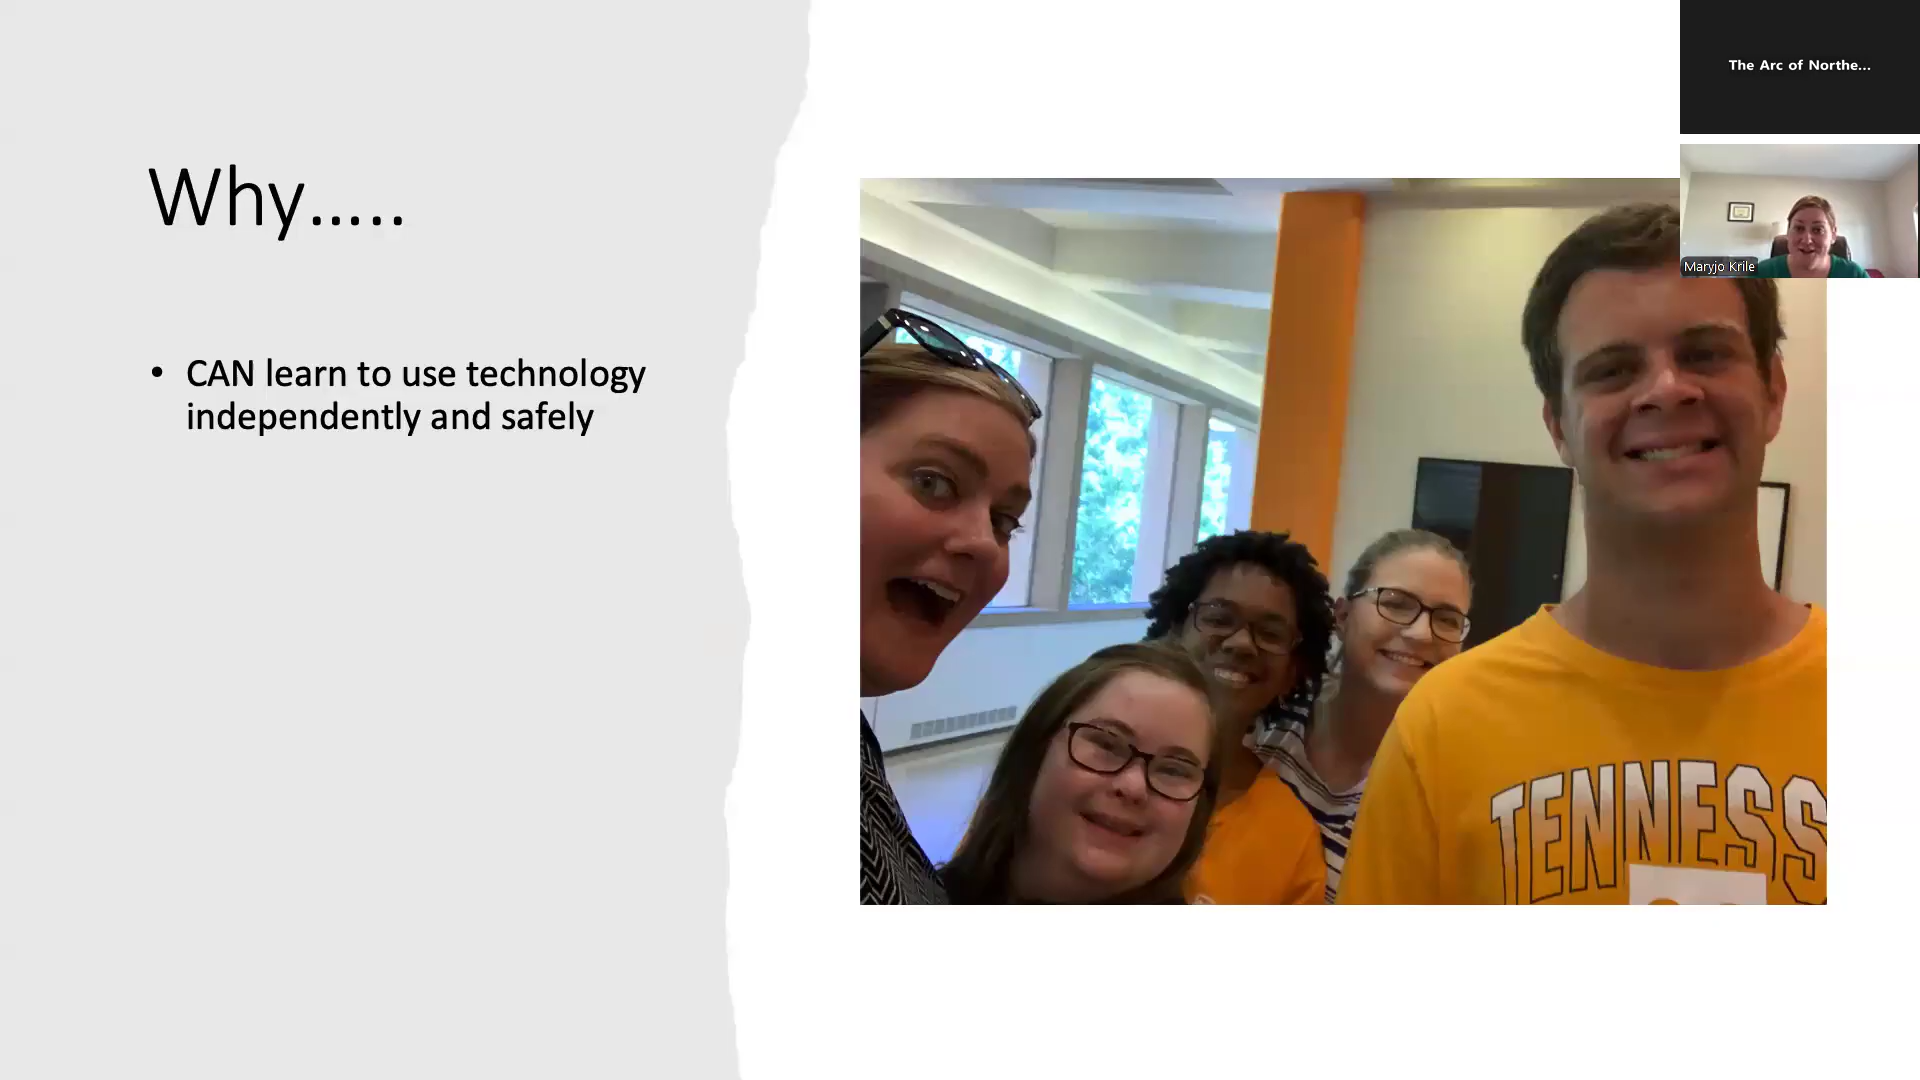 The Arc of Northe...
Why.....
Maryjo Krile
• CAN learn to use technology
independently and safely
TENNESS